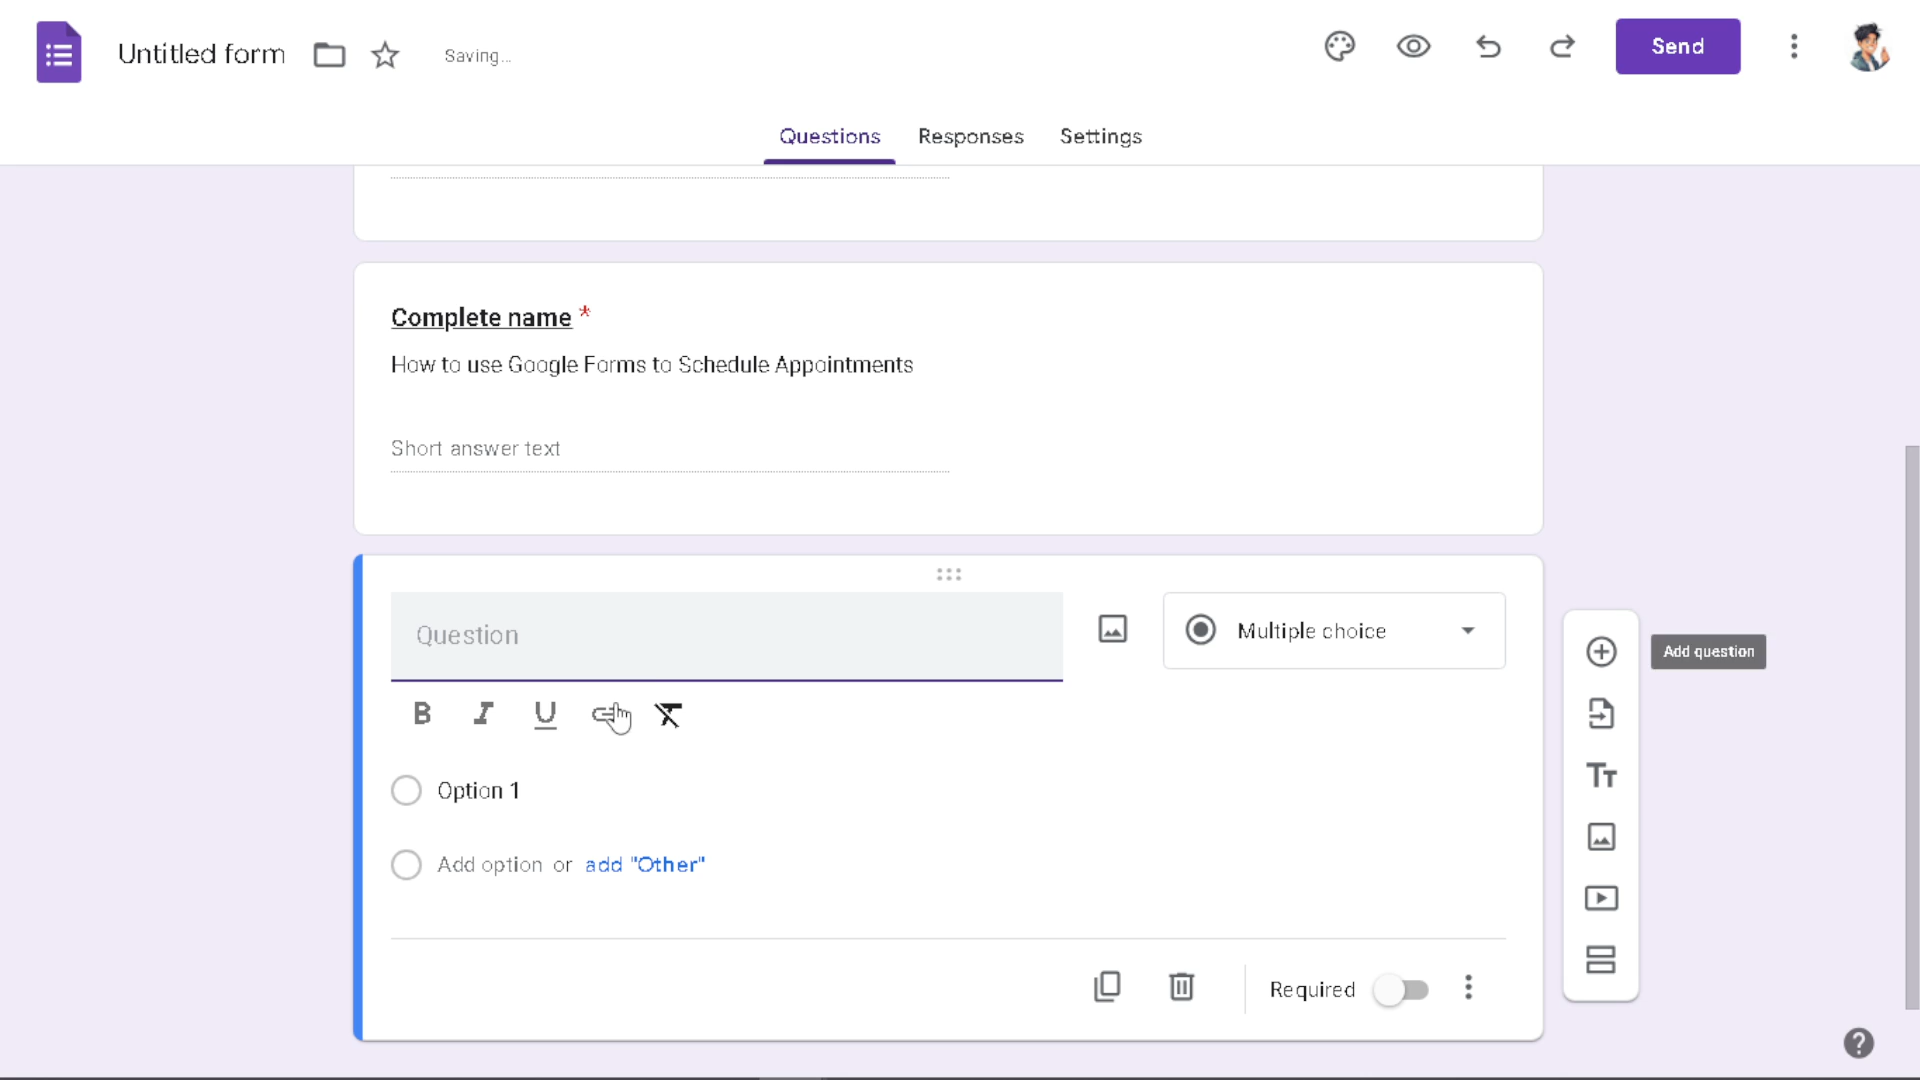 Untitled form
Saving...
Send
Questions
Responses
Settings
Complete name *
How to use Google Forms to Schedule Appointments
Short answer text
Question
Multiple choice
Add question
B I U
Option 1
Add option or add "Other"
Required